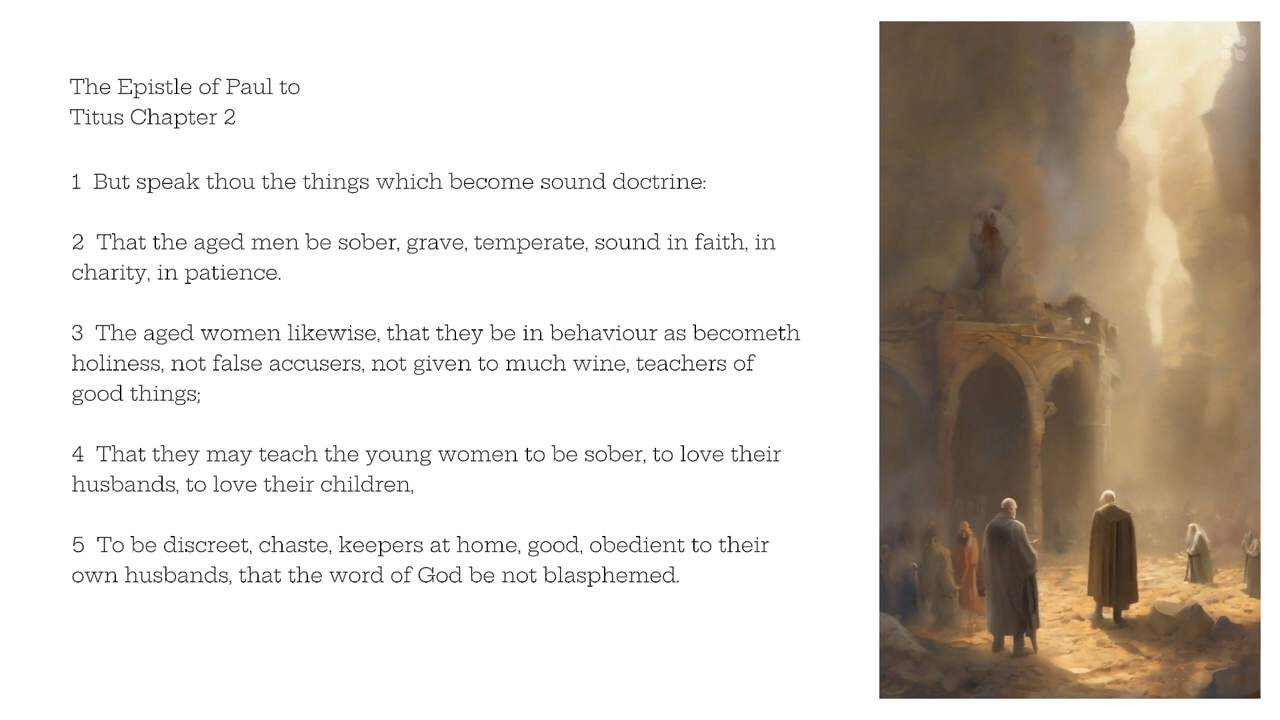 The Epistle of Paul to
Titus Chapter 2
1 But speak thou the things which become sound doctrine:
2 That the aged men be sober, grave, temperate, sound in faith, in
charity, in patience.
3 The aged women likewise, that they be in behaviour as becometh
holiness, not false accusers, not given to much wine, teachers of
good things;
4 That they may teach the young women to be sober, to love their
husbands, to love their children,
5 To be discreet, chaste, keepers at home, good, obedient to their
own husbands, that the word of God be not blasphemed.